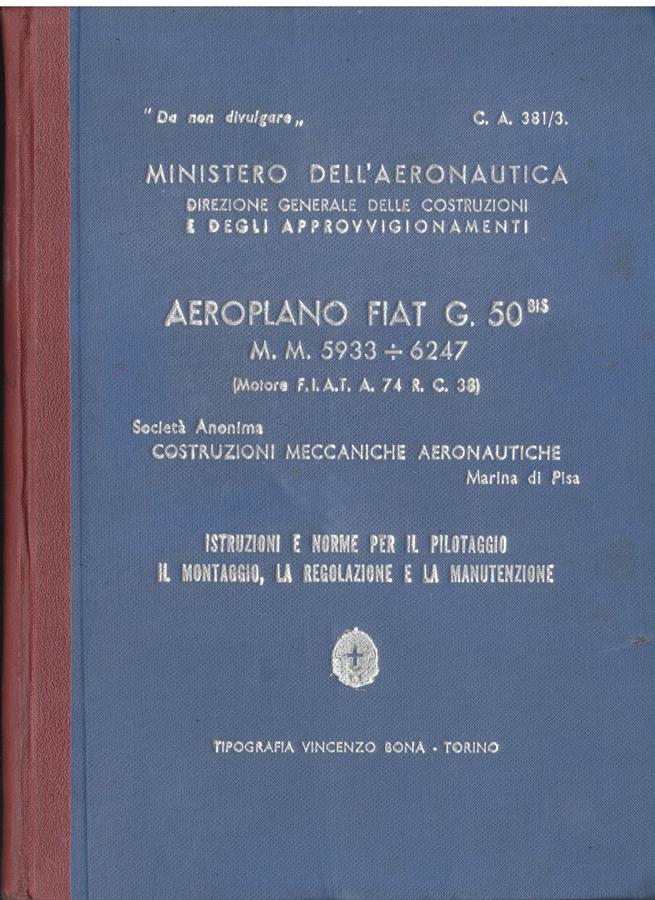 "Da non divulgare„ C. A. 381/3.
MINISTERO DELL'AERONAUTICA
DIREZIONE GENERALE DELLE COSTRUZIONI
E DEGLI APPROVVIGIONAMENTI
AEROPLANO FIAT G. 50 BIS
M. M. 5933 ÷ 6247
(Motore F.I.A.T. A. 74 R. C. 38)
Società Anonima
COSTRUZIONI MECCANICHE AERONAUTICHE
Marina di Pisa
ISTRUZIONI E NORME PER IL PILOTAGGIO
IL MONTAGGIO, LA REGOLAZIONE E LA MANUTENZIONE
TIPOGRAFIA VINCENZO BONA - TORINO